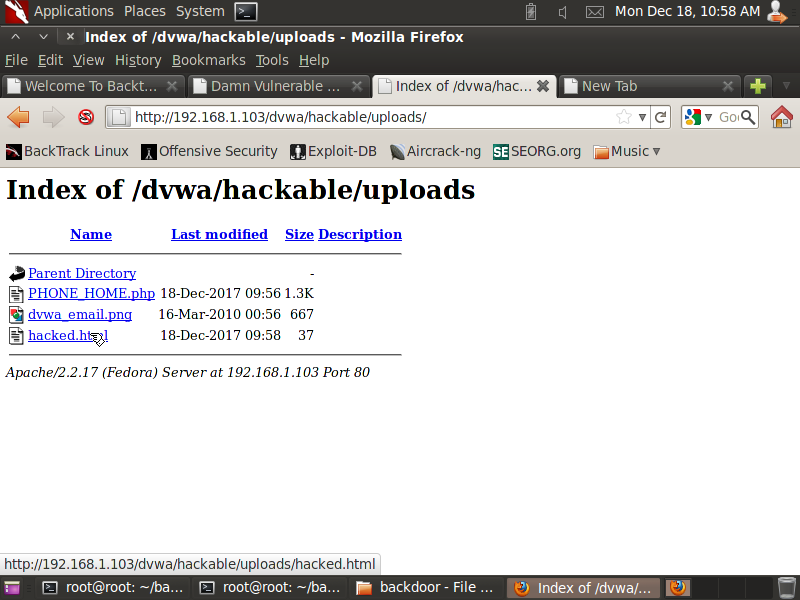 Applications Places System Mon Dec 18, 10:58 AM
Index of /dvwa/hackable/uploads - Mozilla Firefox
File Edit View History Bookmarks Tools Help
Welcome To Backt... Damn Vulnerable ... Index of /dvwa/hac... New Tab
http://192.168.1.103/dvwa/hackable/uploads/ Go
BackTrack Linux Offensive Security Exploit-DB Aircrack-ng SEORG.org Music
Index of /dvwa/hackable/uploads
Name Last modified Size Description
Parent Directory -
PHONE_HOME.php 18-Dec-2017 09:56 1.3K
dvwa_email.png 16-Mar-2010 00:56 667
hacked.html 18-Dec-2017 09:58 37
Apache/2.2.17 (Fedora) Server at 192.168.1.103 Port 80
http://192.168.1.103/dvwa/hackable/uploads/hacked.html
root@root: ~/ba... root@root: ~/ba... backdoor - File ... Index of /dvwa/...